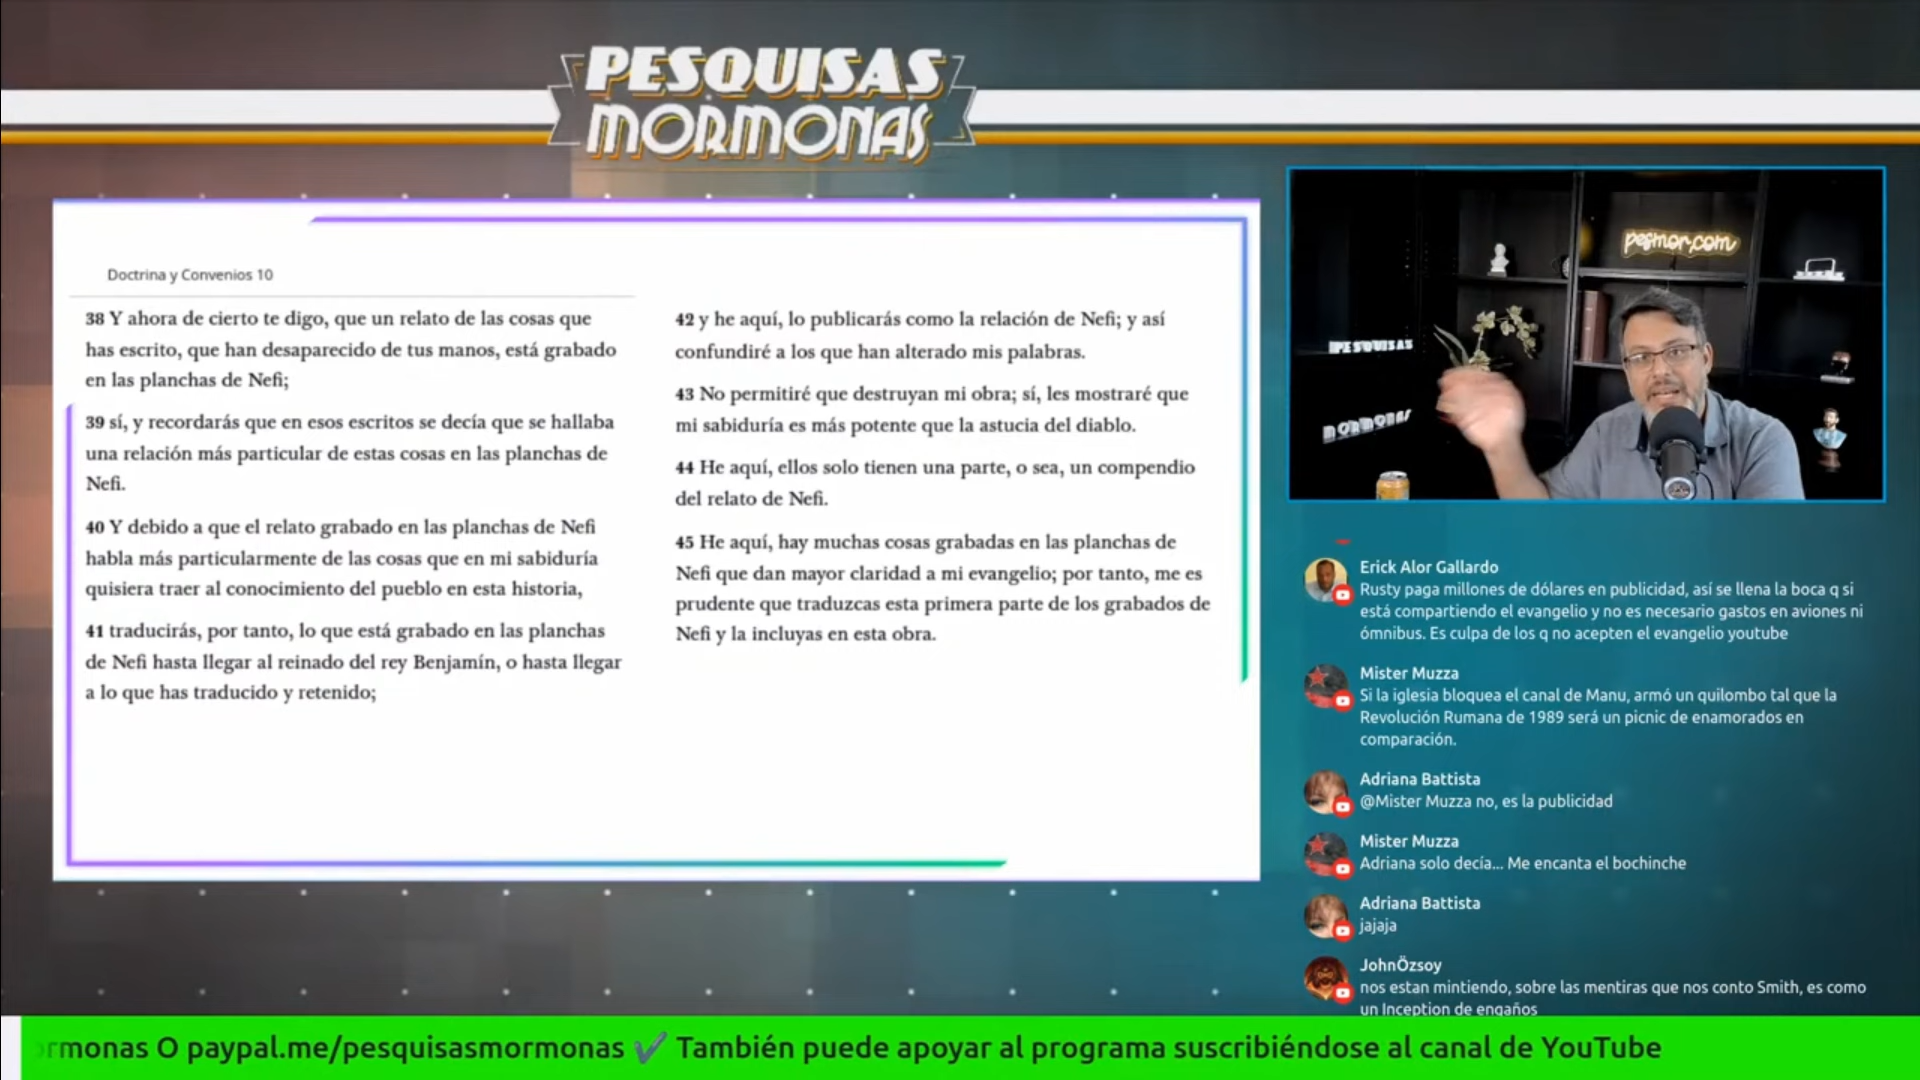 PESQUISAS
MORMONAS
Doctrina y Convenios 10
38 Y ahora de cierto te digo, que un relato de las cosas que
has escrito, que han desaparecido de tus manos, está grabado
en las planchas de Nefi;
39 sí, y recordarás que en esos escritos se decía que se hallaba
una relación más particular de estas cosas en las planchas de
Nefi.
40 Y debido a que el relato grabado en las planchas de Nefi
habla más particularmente de las cosas que en mi sabiduría
quisiera traer al conocimiento del pueblo en esta historia,
41 traducirás, por tanto, lo que está grabado en las planchas
de Nefi hasta llegar al reinado del rey Benjamín, o hasta llegar
a lo que has traducido y retenido;
42 y he aquí, lo publicarás como la relación de Nefi; y así
confundiré a los que han alterado mis palabras.
43 No permitiré que destruyan mi obra; sí, les mostraré que
mi sabiduría es más potente que la astucia del diablo.
44 He aquí, ellos solo tienen una parte, o sea, un compendio
del relato de Nefi.
45 He aquí, hay muchas cosas grabadas en las planchas de
Nefi que dan mayor claridad a mi evangelio; por tanto, me es
prudente que traduzcas esta primera parte de los grabados de
Nefi y la incluyas en esta obra.
pesmor.com
PESQUISAS
MORMONAS
Erick Alor Gallardo
Rusty paga millones de dólares en publicidad, así se llena la boca q si
está compartiendo el evangelio y no es necesario gastos en aviones ni
ómnibus. Es culpa de los q no acepten el evangelio youtube
Mister Muzza
Si la iglesia bloquea el canal de Manu, armó un quilombo tal que la
Revolución Rumana de 1989 será un picnic de enamorados en
comparación.
Adriana Battista
@Mister Muzza no, es la publicidad
Mister Muzza
Adriana solo decía... Me encanta el bochinche
Adriana Battista
jajaja
JohnÖzsoy
nos estan mintiendo, sobre las mentiras que nos conto Smith, es como
un Inception de engaños
ormonas O paypal.me/pesquisasmormonas ✔ También puede apoyar al programa suscribiéndose al canal de YouTube